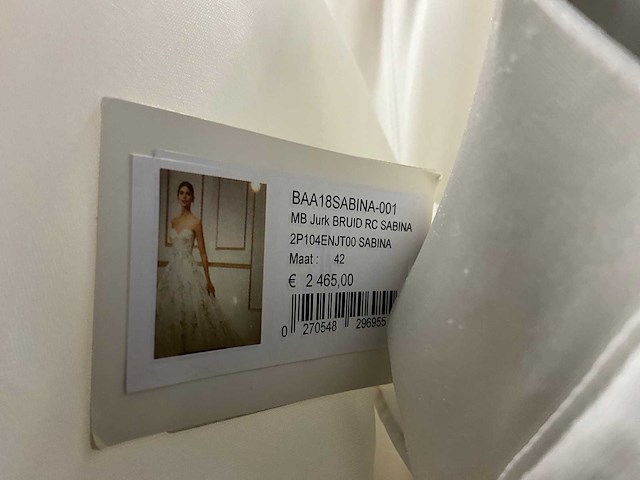 BAA18SABINA-001
MB Jurk BRUID RC SABINA
2P104ENJT00 SABINA
Maat : 42
€ 2 465,00
0 270548 296955